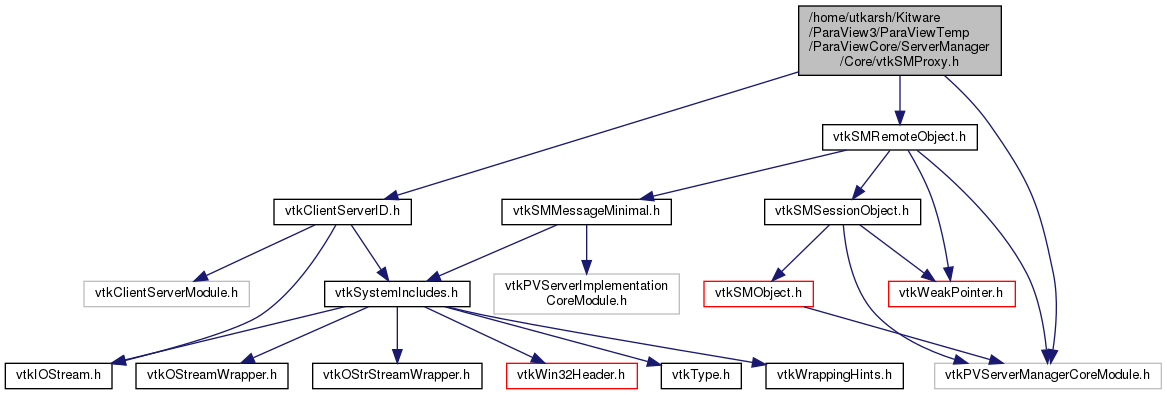 /home/utkarsh/Kitware
/ParaView3/ParaViewTemp
/ParaViewCore/ServerManager
/Core/vtkSMProxy.h
vtkSMRemoteObject.h
vtkClientServerID.h
vtkSMMessageMinimal.h
vtkSMSessionObject.h
vtkClientServerModule.h
vtkSystemIncludes.h
vtkPVServerImplementation
CoreModule.h
vtkSMObject.h
vtkWeakPointer.h
vtkIOStream.h
vtkOStreamWrapper.h
vtkOStrStreamWrapper.h
vtkWin32Header.h
vtkType.h
vtkWrappingHints.h
vtkPVServerManagerCoreModule.h